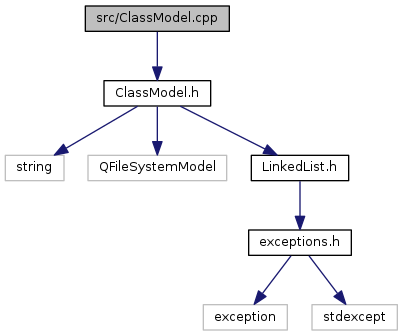 src/ClassModel.cpp
ClassModel.h
string
QFileSystemModel
LinkedList.h
exceptions.h
exception
stdexcept